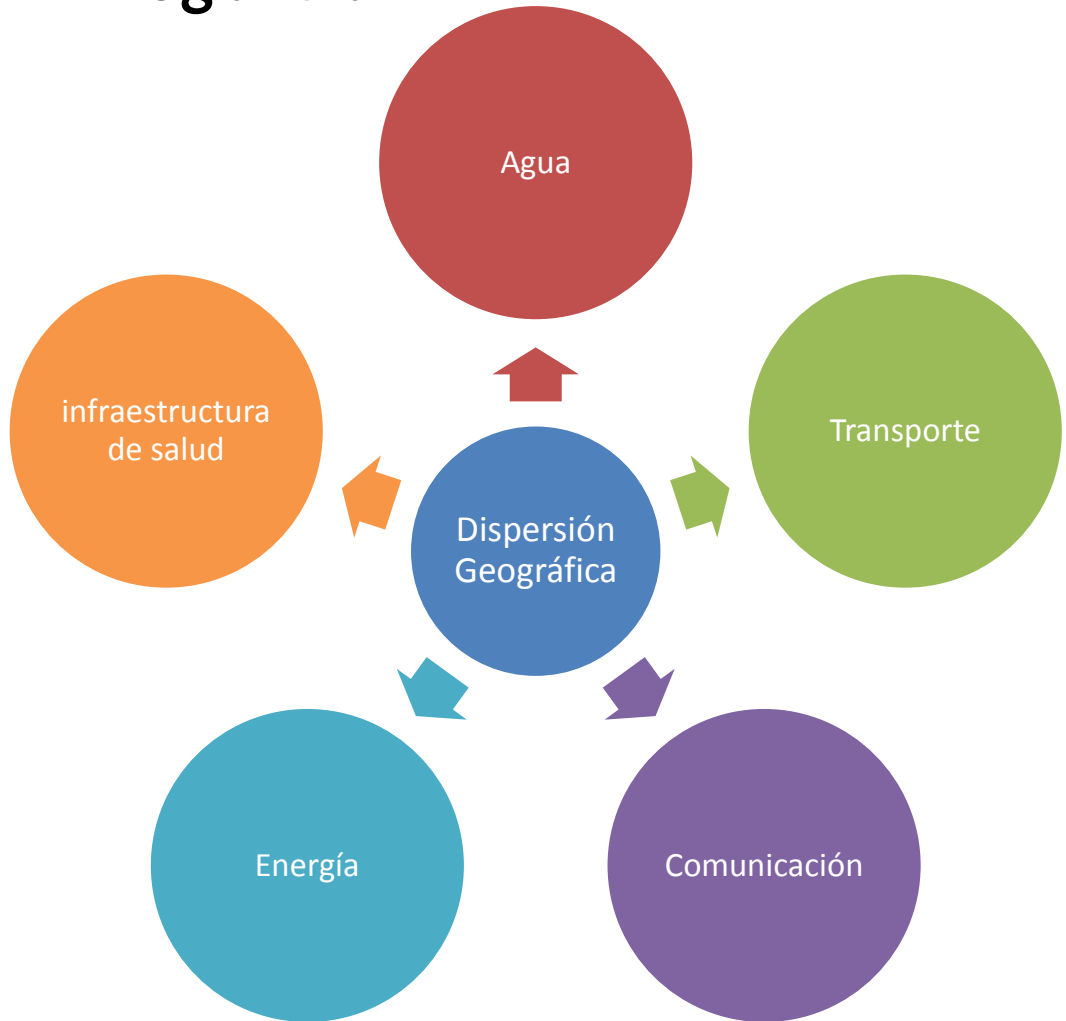 Agua
Transporte
infraestructura
de salud
Dispersión
Geográfica
Energía
Comunicación